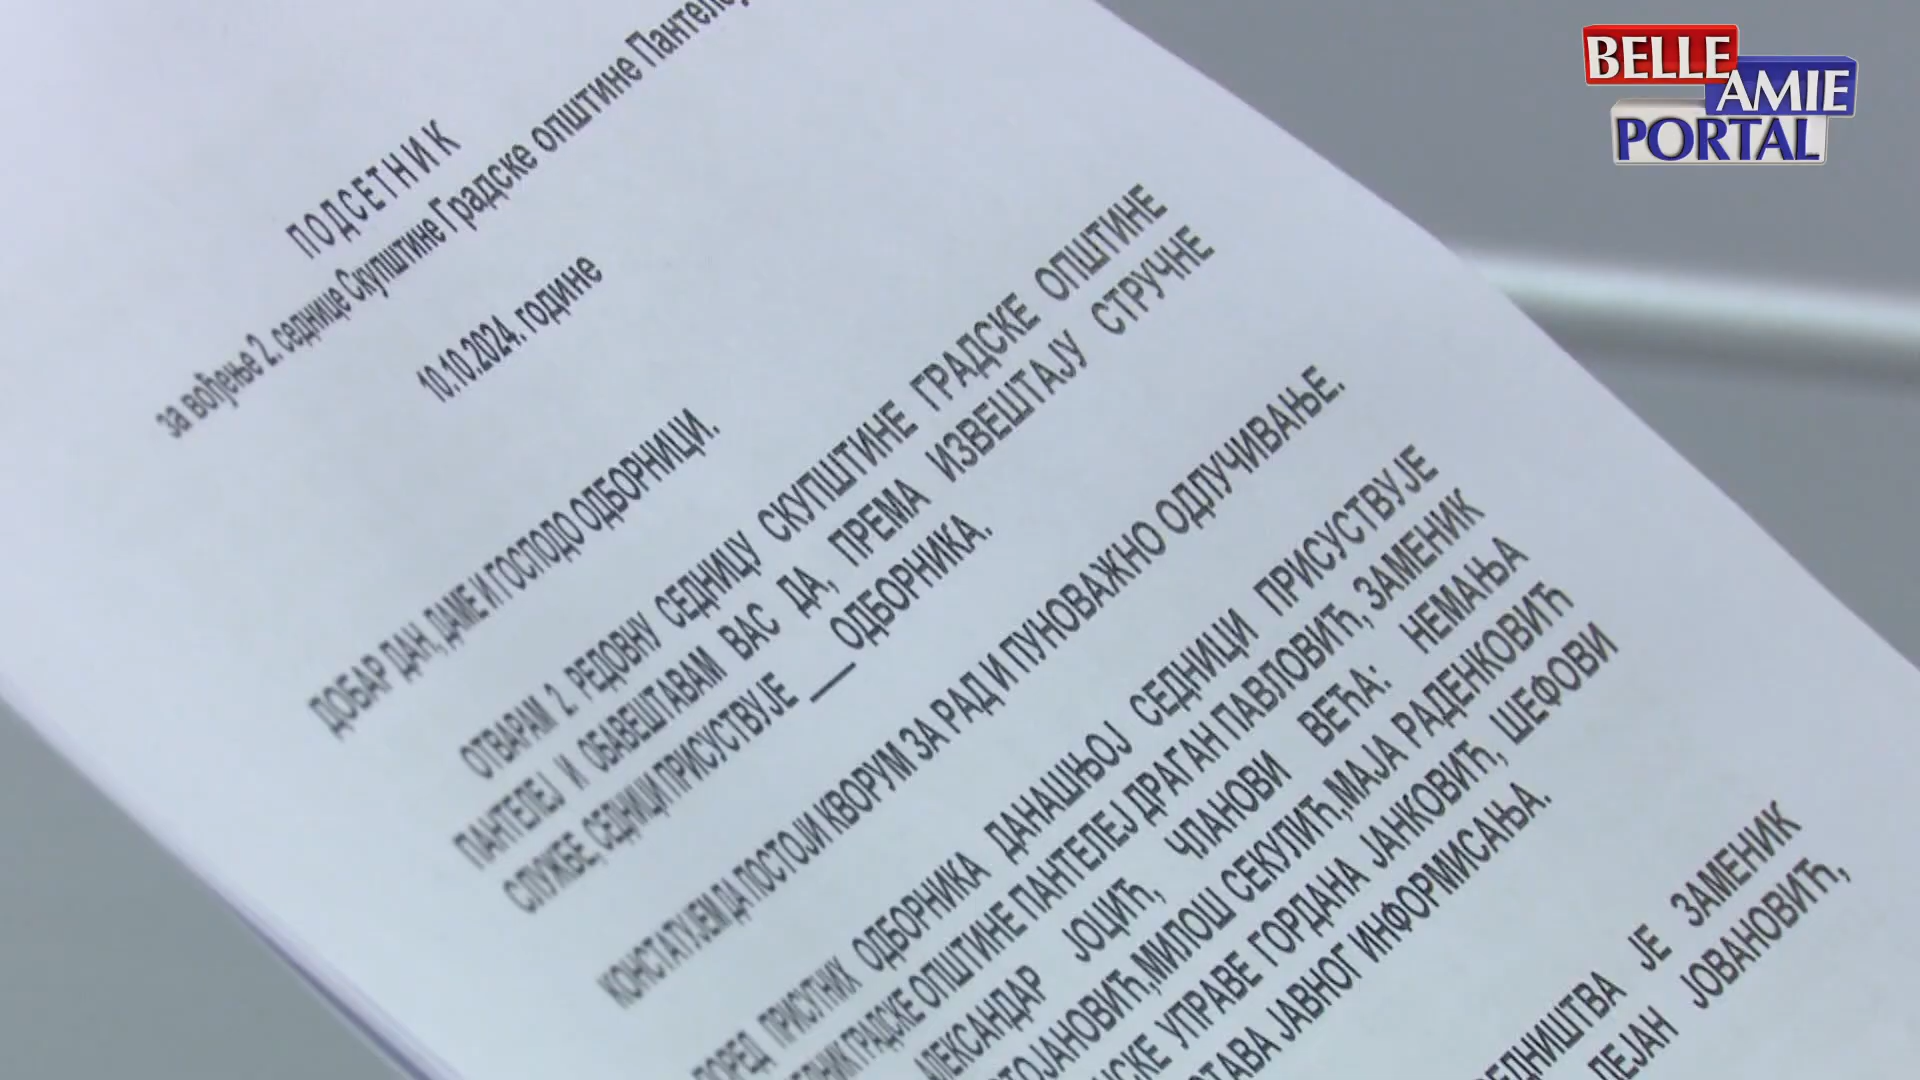 BELLE
AMIE
PORTAL
ПОДСЕТНИК
за вођење 2. седнице Скупштине Градске општине
10.10.2024. године
ДОБАР ДАН, ДАМЕ И ГОСПОДО ОДБОРНИЦИ.
ОТВАРАМ 2. РЕДОВНУ СЕДНИЦУ СКУПШТИНЕ ГРАДСКЕ ОПШТИНЕ
ПАНТЕЛЕЈ И ОБАВЕШТАВАМ ВАС ДА, ПРЕМА ИЗВЕШТАЈУ СТРУЧНЕ
СЛУЖБЕ, СЕДНИЦИ ПРИСУСТВУЈЕ ____ ОДБОРНИКА.
КОНСТАТУЈЕМ ДА ПОСТОЈИ КВОРУМ ЗА РАД И ПУНОВАЖНО ОДЛУЧИВАЊЕ.
ПОРЕД ПРИСТНИХ ОДБОРНИКА ДАНАШЊОЈ СЕДНИЦИ ПРИСУСТВУЈЕ
ГРАДСКЕ ОПШТИНЕ ПАНТЕЛЕЈ ДРАГАН ПАВЛОВИЋ, ЗАМЕНИК
АЛЕКСАНДАР ЈОЦИЋ, ЧЛАНОВИ ВЕЋА: НЕМАЊА
МИЛОШ СЕКУЛИЋ,МАЈА РАДЕНКОВИЋ
УПРАВЕ ГОРДАНА ЈАНКОВИЋ, ШЕФОВИ
ЈАВНОГ ИНФОРМИСАЊА.
ЈЕ ЗАМЕНИК
ДЕЈАН ЈОВАНОВИЋ,